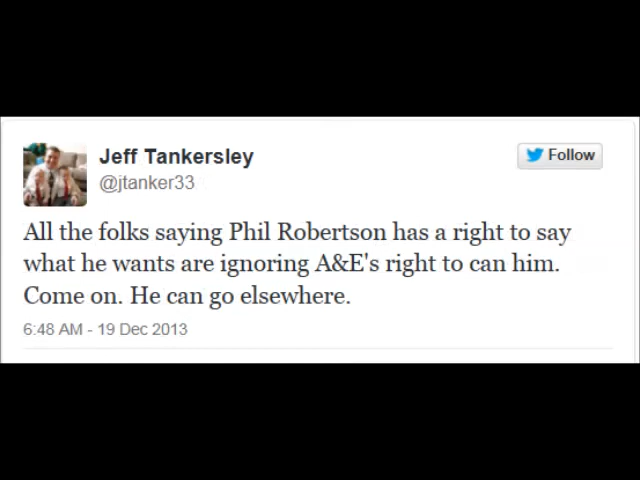 Jeff Tankersley
@jtanker33
Follow
All the folks saying Phil Robertson has a right to say
what he wants are ignoring A&E's right to can him.
Come on. He can go elsewhere.
6:48 AM - 19 Dec 2013